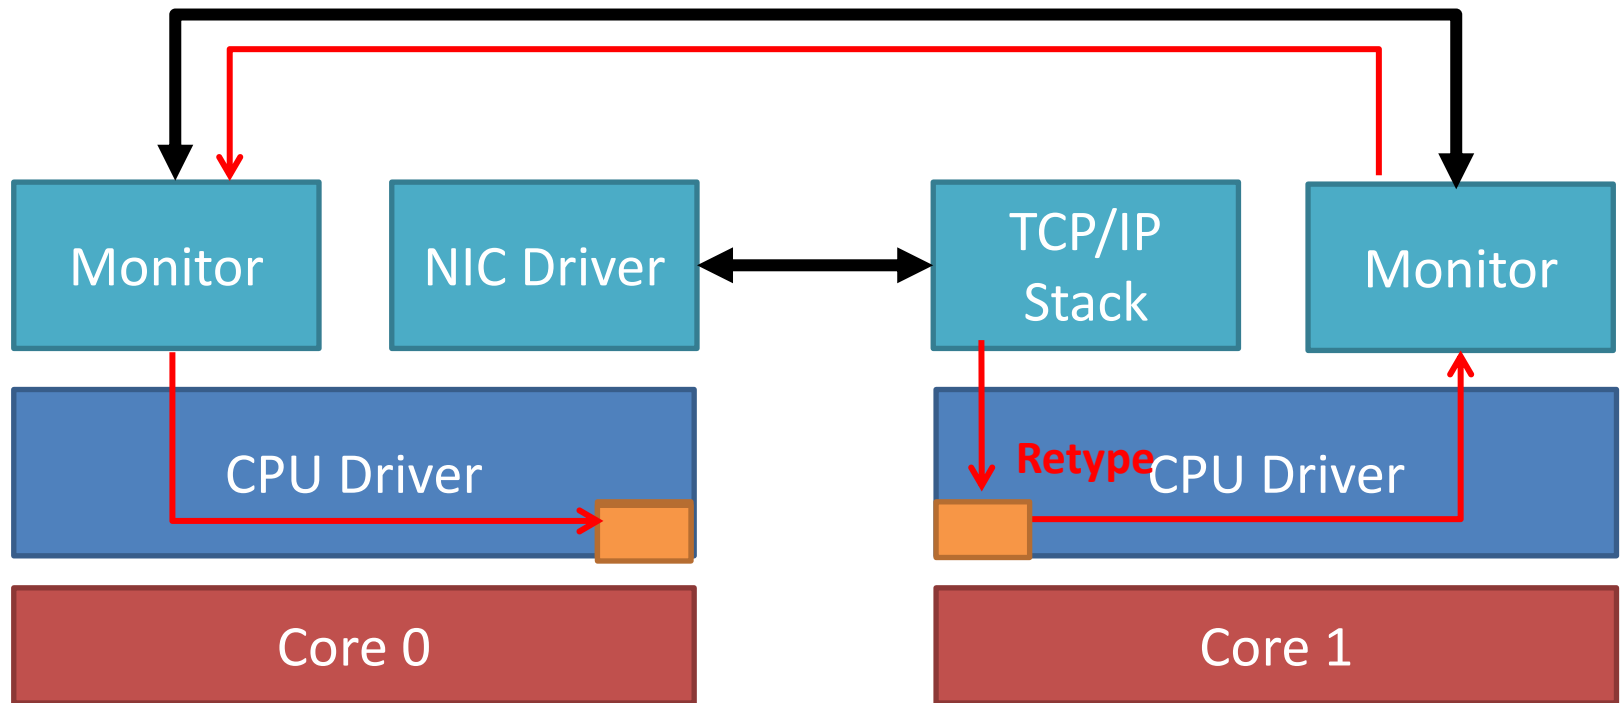 Monitor
NIC Driver
TCP/IP
Stack
Monitor
CPU Driver
Retype
CPU Driver
Core 0
Core 1